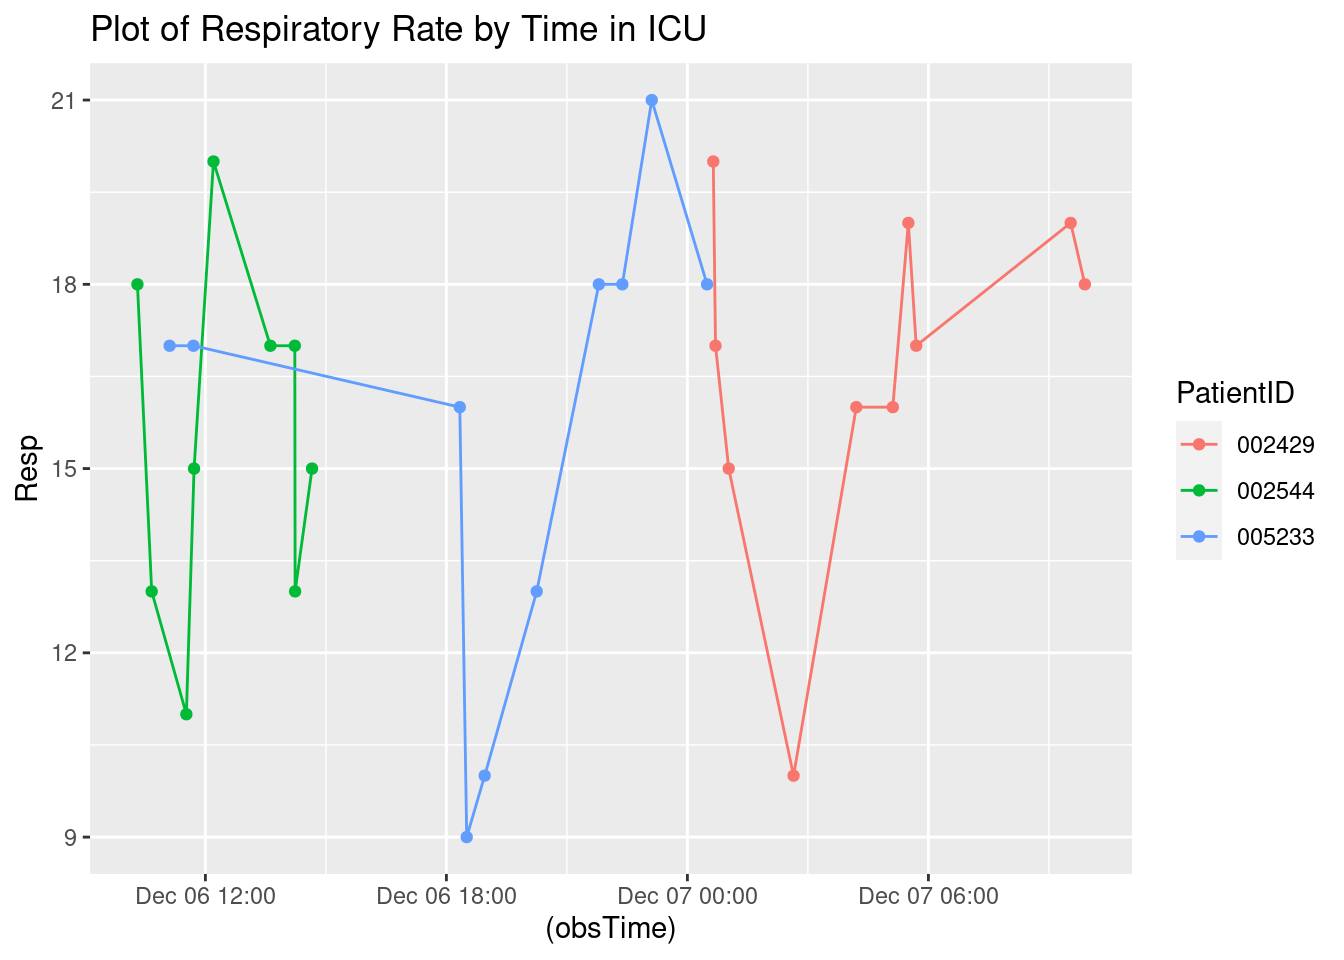 Plot of Respiratory Rate by Time in ICU
21
18
15
12
9
Resp
Dec 06 12:00 Dec 06 18:00 Dec 07 00:00 Dec 07 06:00
(obsTime)
PatientID
002429
002544
005233